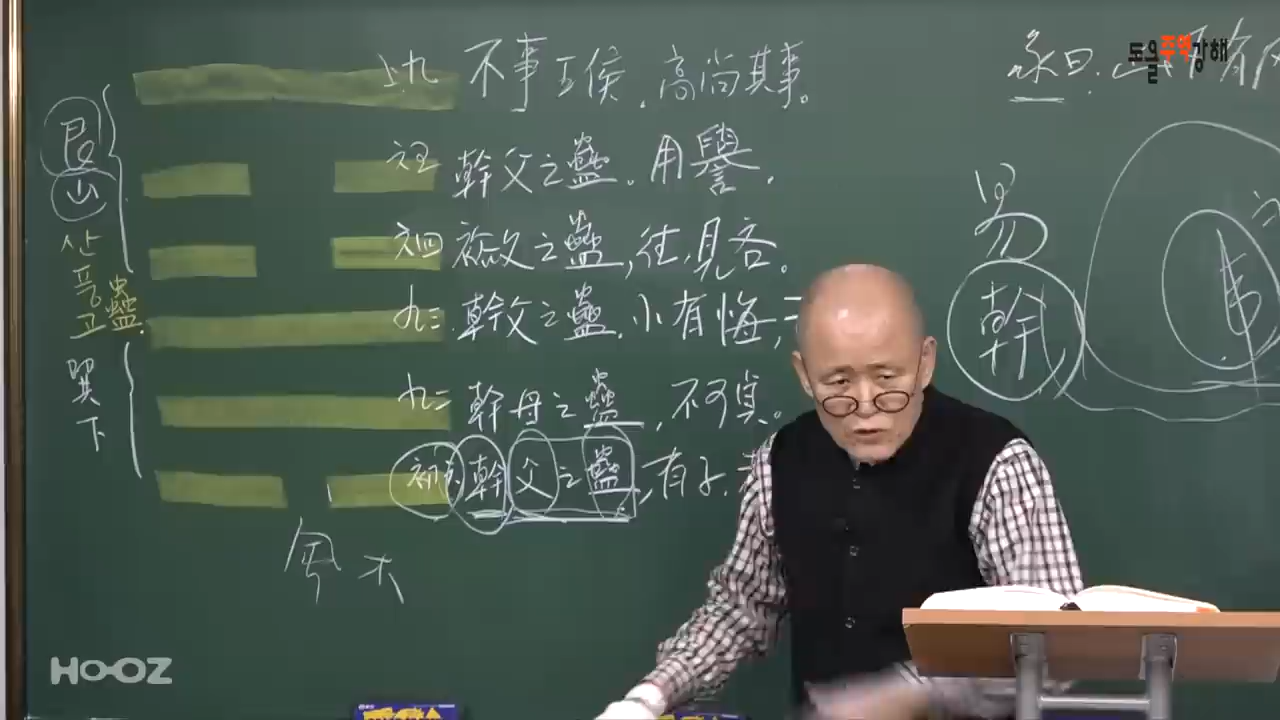 도올주역강해
上九 不事王侯, 高尚其事。
六五 幹父之蠱。用譽.
六四 裕父之蠱, 往, 見吝。
九三. 幹父之蠱. 小有悔,
九二 幹母之蠱, 不可貞。
初六 幹父之蠱, 有子.
艮
山
산풍고
蠱.
巽
下
風 木
彖曰.
易
幹
HOOZ